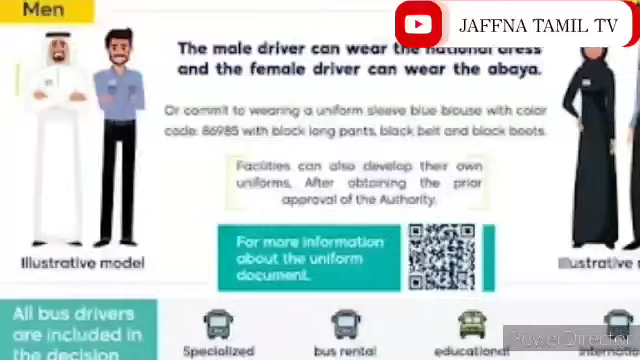 Men
JAFFNA TAMIL TV
The male driver can wear the national dress
and the female driver can wear the abaya.
Or commit to wearing a uniform sleeve blue blouse with color
code: 86985 with black long pants, black belt and black boots.
Facilities can also develop their own
uniforms. After obtaining the prior
approval of the Authority.
For more information
about the uniform
document.
Illustrative model
Illustrative
All bus drivers
are included in
the decision
Specialized
bus rental
educational
PowerDirector